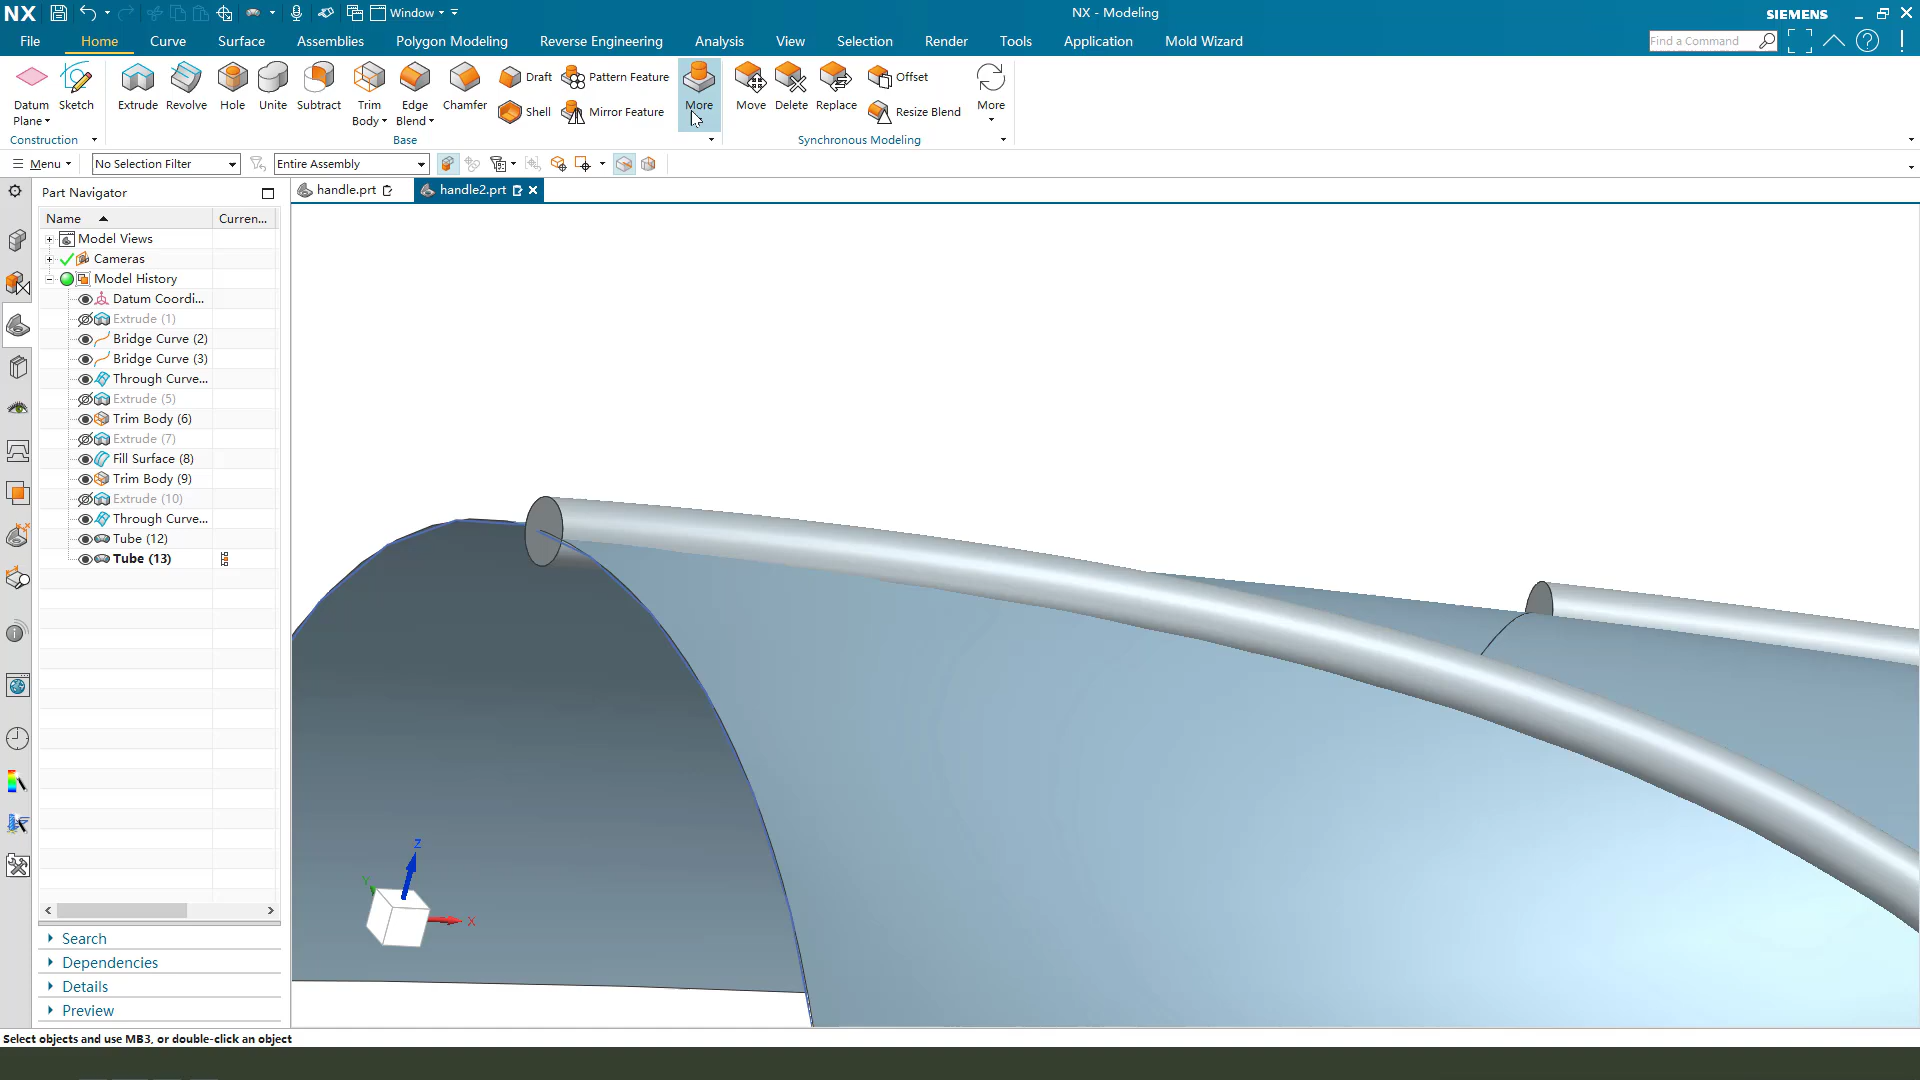 NX
Window
NX - Modeling
SIEMENS
File
Home
Curve
Surface
Assemblies
Polygon Modeling
Reverse Engineering
Analysis
View
Selection
Render
Tools
Application
Mold Wizard
Find a Command
Datum Plane
Sketch
Extrude
Revolve
Hole
Unite
Subtract
Trim Body
Edge Blend
Chamfer
Draft
Shell
Pattern Feature
Mirror Feature
More
Move
Delete
Replace
Offset
Resize Blend
More
Construction
Base
Synchronous Modeling
Menu
No Selection Filter
Entire Assembly
Part Navigator
handle.prt
handle2.prt
Name
Curren...
Model Views
Cameras
Model History
Datum Coordi...
Extrude (1)
Bridge Curve (2)
Bridge Curve (3)
Through Curve...
Extrude (5)
Trim Body (6)
Extrude (7)
Fill Surface (8)
Trim Body (9)
Extrude (10)
Through Curve...
Tube (12)
Tube (13)
Z
Y
X
Search
Dependencies
Details
Preview
Select objects and use MB3, or double-click an object